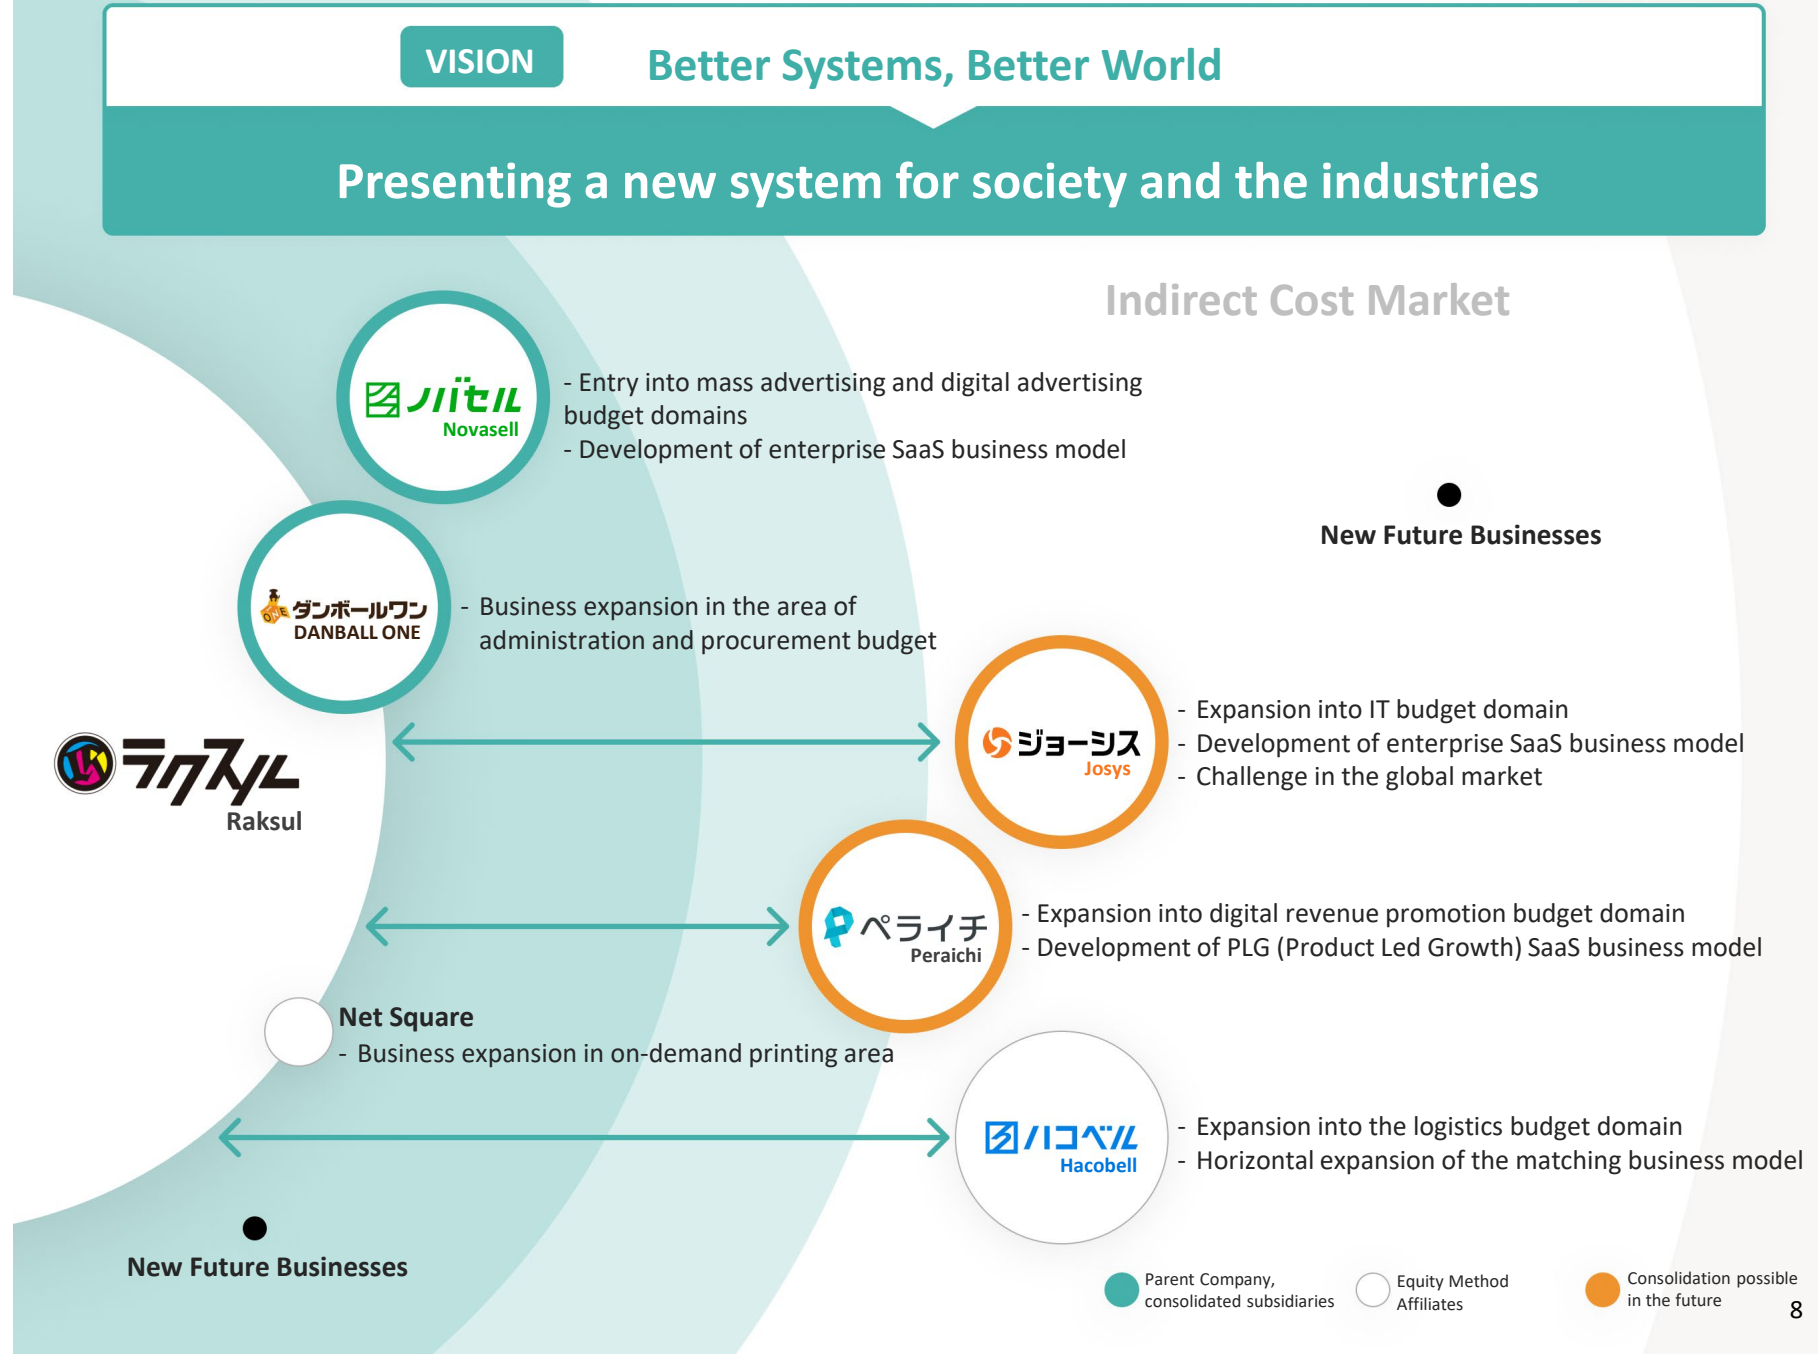 VISION
Better Systems, Better World
Presenting a new system for society and the industries
Indirect Cost Market
ノバセル
Novasell
- Entry into mass advertising and digital advertising
budget domains
- Development of enterprise SaaS business model
New Future Businesses
ONE
ダンボールワン
DANBALL ONE
- Business expansion in the area of
administration and procurement budget
ラクスル
Raksul
ジョーシス
Josys
- Expansion into IT budget domain
- Development of enterprise SaaS business model
- Challenge in the global market
ペライチ
Peraichi
- Expansion into digital revenue promotion budget domain
- Development of PLG (Product Led Growth) SaaS business model
Net Square
- Business expansion in on-demand printing area
ハコベル
Hacobell
- Expansion into the logistics budget domain
- Horizontal expansion of the matching business model
New Future Businesses
Parent Company,
consolidated subsidiaries
Equity Method
Affiliates
Consolidation possible
in the future
8